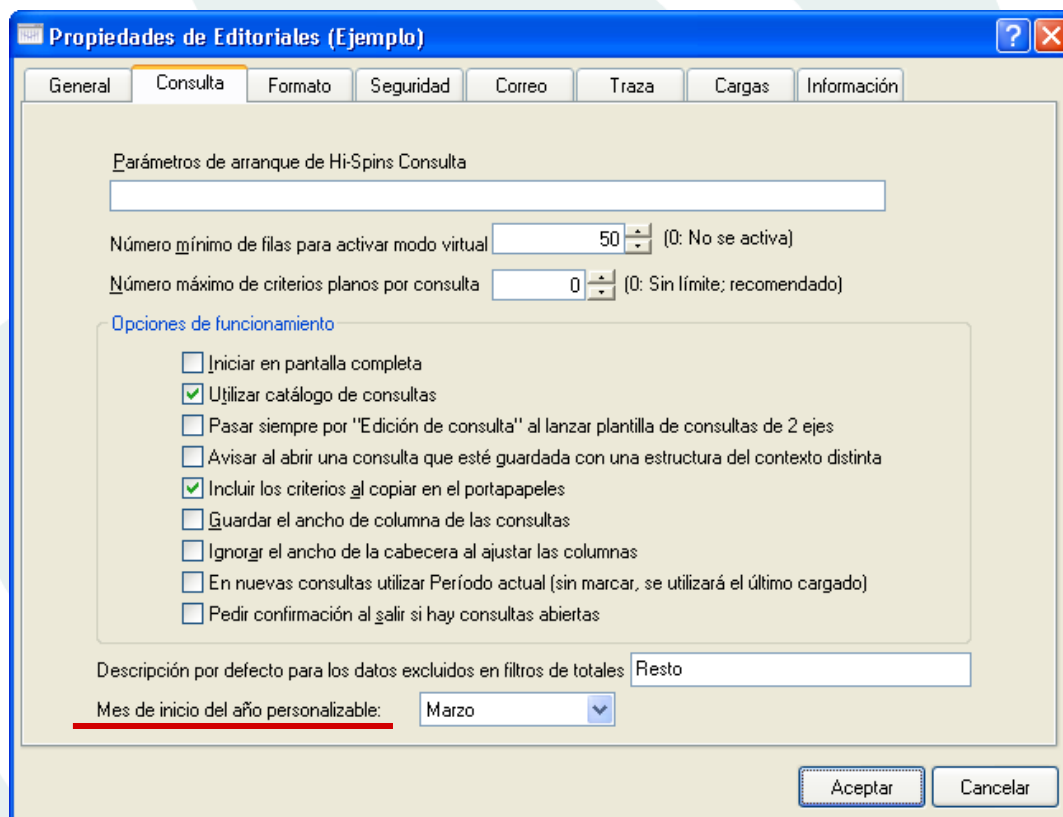 Propiedades de Editoriales (Ejemplo)
General Consulta Formato Seguridad Correo Traza Cargas Información
Parámetros de arranque de Hi-Spins Consulta
Número mínimo de filas para activar modo virtual 50 (0: No se activa)
Número máximo de criterios planos por consulta 0 (0: Sin límite; recomendado)
Opciones de funcionamiento
Iniciar en pantalla completa
Utilizar catálogo de consultas
Pasar siempre por "Edición de consulta" al lanzar plantilla de consultas de 2 ejes
Avisar al abrir una consulta que esté guardada con una estructura del contexto distinta
Incluir los criterios al copiar en el portapapeles
Guardar el ancho de columna de las consultas
Ignorar el ancho de la cabecera al ajustar las columnas
En nuevas consultas utilizar Período actual (sin marcar, se utilizará el último cargado)
Pedir confirmación al salir si hay consultas abiertas
Descripción por defecto para los datos excluidos en filtros de totales Resto
Mes de inicio del año personalizable: Marzo
Aceptar Cancelar